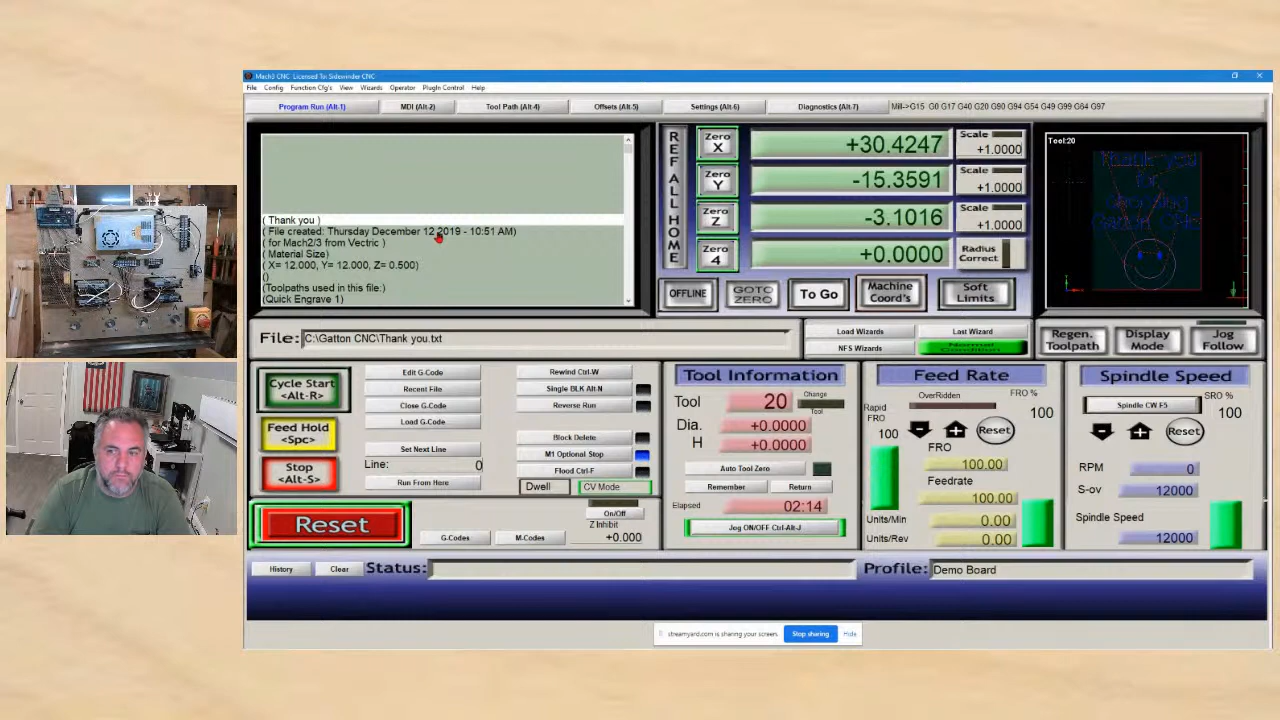 Mach3 CNC Licensed To: Sidewinder CNC
File Config Function Cfg's View Wizards Operator PlugIn Control Help
Program Run (Alt-1) MDI (Alt-2) Tool Path (Alt-4) Offsets (Alt-5) Settings (Alt-6) Diagnostics (Alt-7) Mill->G15 G0 G17 G40 G20 G90 G94 G54 G49 G99 G64 G97
( Thank you )
( File created: Thursday December 12 2019 - 10:51 AM)
( for Mach2/3 from Vectric )
( Material Size)
( X= 12.000, Y= 12.000, Z= 0.500)
()
(Toolpaths used in this file:)
(Quick Engrave 1)
REF ALL HOME
Zero X +30.4247 Scale +1.0000
Zero Y -15.3591 Scale +1.0000
Zero Z -3.1016 Scale +1.0000
Zero 4 +0.0000 Radius Correct
OFFLINE GOTO ZERO To Go Machine Coord's Soft Limits
Tool:20
Thank you
for
File: C:\Gatton CNC\Thank you.txt
Load Wizards Last Wizard
NFS Wizards Normal Condition
Regen. Toolpath Display Mode Jog Follow
Cycle Start <Alt-R>
Feed Hold <Spc>
Stop <Alt-S>
Reset
Edit G-Code
Recent File
Close G-Code
Load G-Code
Set Next Line
Line: 0
Run From Here
Rewind Ctrl-W
Single BLK Alt-N
Reverse Run
Block Delete
M1 Optional Stop
Flood Ctrl-F
Dwell CV Mode
On/Off
Z Inhibit
+0.000
G-Codes M-Codes
Tool Information
Tool 20 Change Tool
Dia. +0.0000
H +0.0000
Auto Tool Zero
Remember Return
Elapsed 02:14
Jog ON/OFF Ctrl-Alt-J
Feed Rate
OverRidden FRO %
Rapid FRO 100
100 Reset
FRO
100.00
Feedrate
100.00
Units/Min 0.00
Units/Rev 0.00
Spindle Speed
Spindle CW F5 SRO %
100
Reset
RPM 0
S-ov 12000
Spindle Speed
12000
History Clear Status: Profile: Demo Board
streamyard.com is sharing your screen. Stop sharing Hide